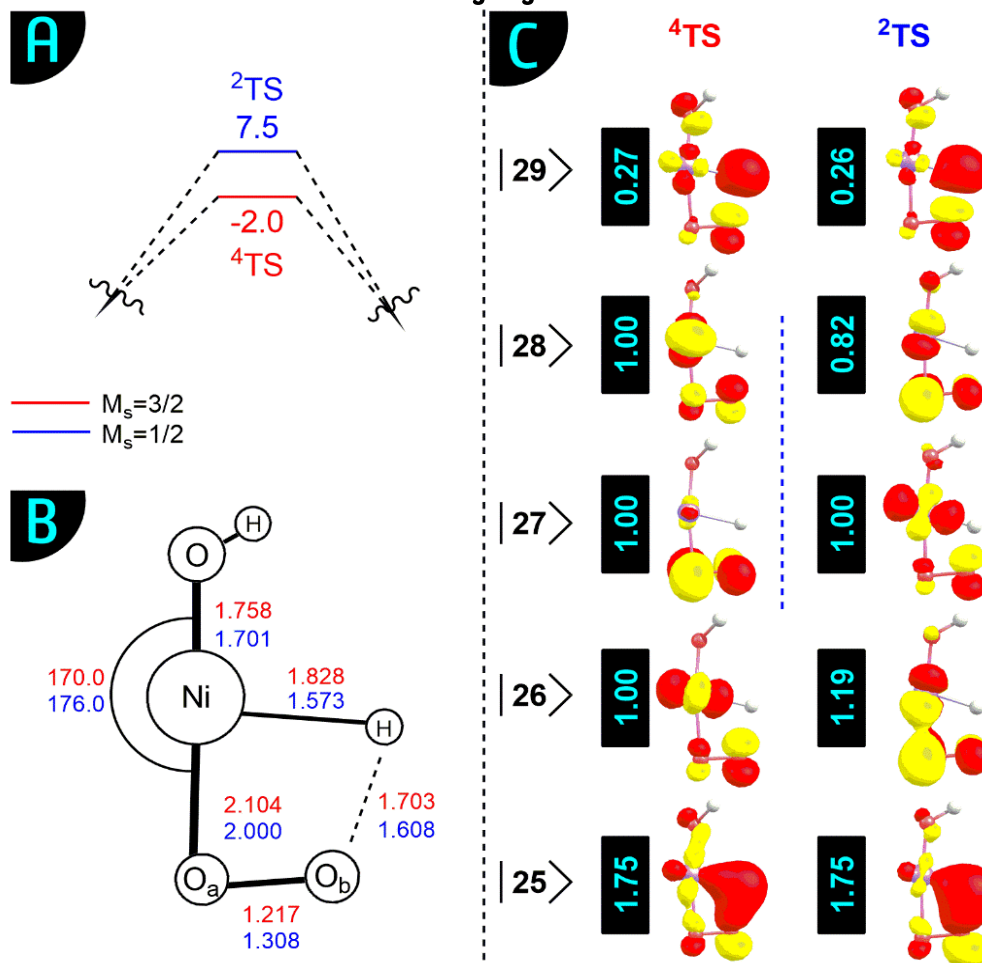 A
²TS
7.5
-2.0
⁴TS
M_s=3/2
M_s=1/2
B
H
O
1.758
1.701
170.0
176.0
Ni
1.828
1.573
H
2.104
2.000
1.703
1.608
O_a
O_b
1.217
1.308
C
⁴TS
²TS
|29>
0.27
0.26
|28>
1.00
0.82
|27>
1.00
1.00
|26>
1.00
1.19
|25>
1.75
1.75